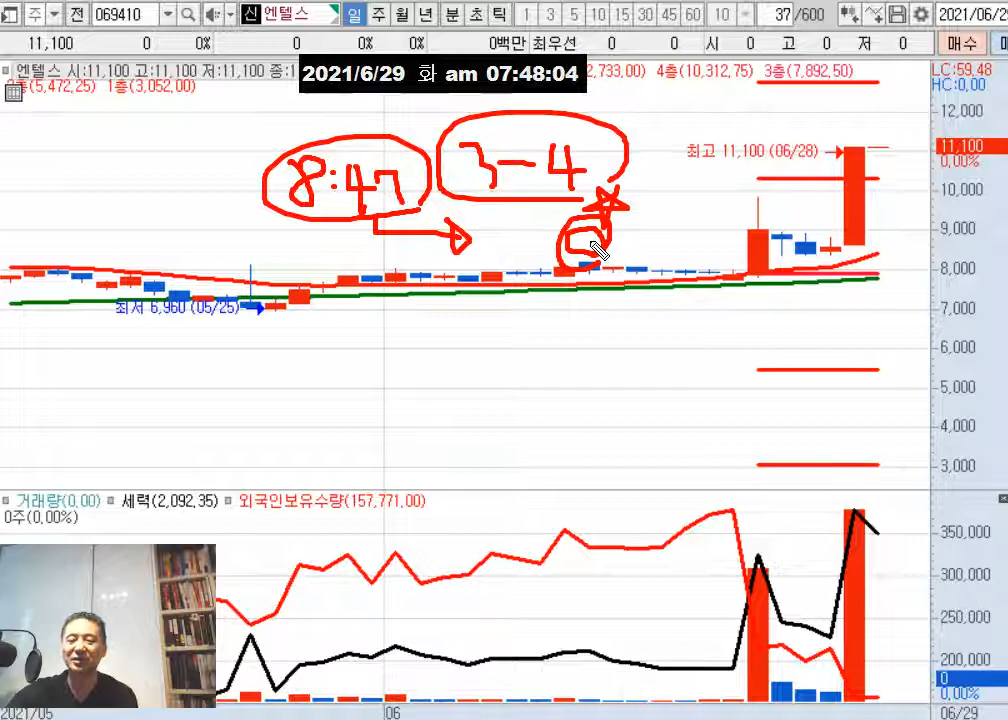 주 전 069410 신 엔텔스 일 주 월 년 분 초 틱 1 3 5 10 15 30 45 60 10 37 /600 2021/06/29
11,100 0 0% 0 0% 0% 0백만 최우선 0 0 시 0 고 0 저 0 매수
엔텔스 시:11,100 고:11,100 저:11,100 종:1 2,733,00) 4층(10,312,75) 3층(7,892,50) LC:59,48
2021/6/29 화 am 07:48:04
층(5,472,25) 1층(3,052,00) HC:0,00
12,000
8:47 3-4
최고 11,100 (06/28) 11,100
0,00%
10,000
9,000
8,000
최저 6,960 (05/25) 7,000
6,000
5,000
4,000
3,000
거래량(0,00) 세력(2,092,35) 외국인보유수량(157,771,00)
0주(0,00%)
350,000
300,000
250,000
200,000
0
0,00%
2021/05 06 06/29